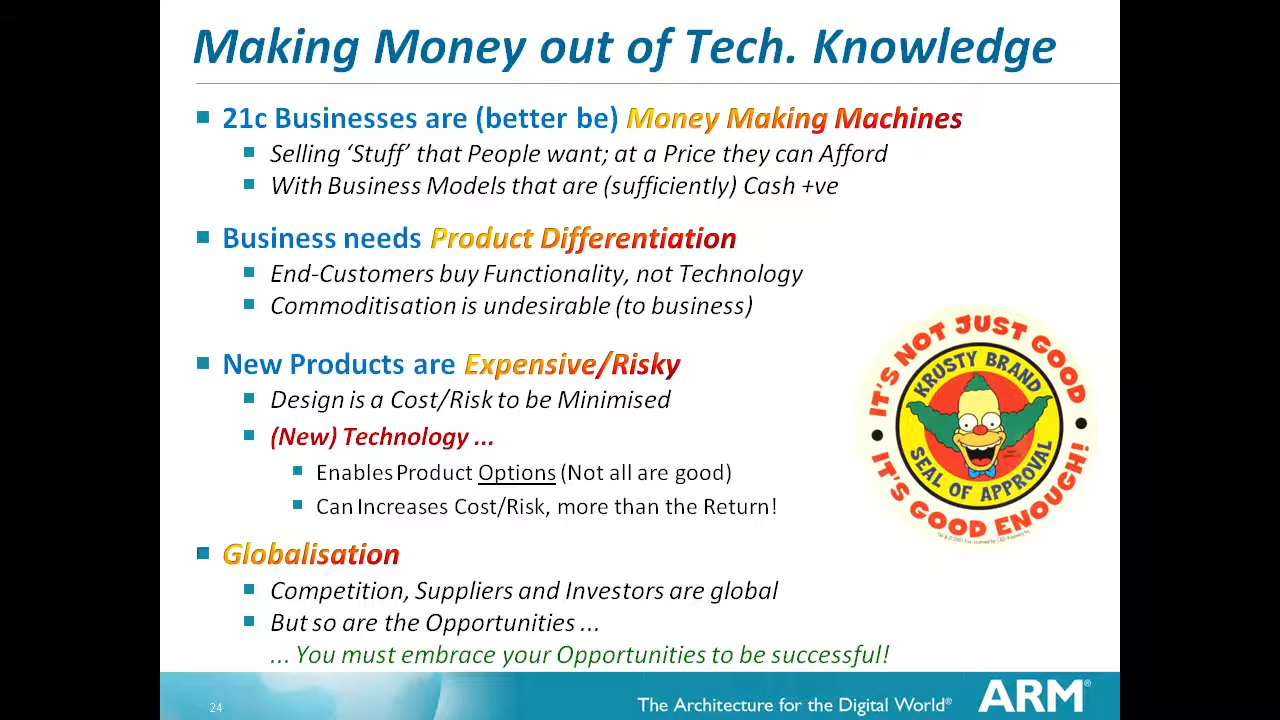 Making Money out of Tech. Knowledge
21c Businesses are (better be) Money Making Machines
Selling ‘Stuff’ that People want; at a Price they can Afford
With Business Models that are (sufficiently) Cash +ve
Business needs Product Differentiation
End-Customers buy Functionality, not Technology
Commoditisation is undesirable (to business)
New Products are Expensive/Risky
Design is a Cost/Risk to be Minimised
(New) Technology ...
Enables Product Options (Not all are good)
Can Increases Cost/Risk, more than the Return!
IT'S NOT JUST GOOD
KRUSTY BRAND
SEAL OF APPROVAL
IT'S GOOD ENOUGH!
Globalisation
Competition, Suppliers and Investors are global
But so are the Opportunities ...
... You must embrace your Opportunities to be successful!
24
The Architecture for the Digital World®
ARM®